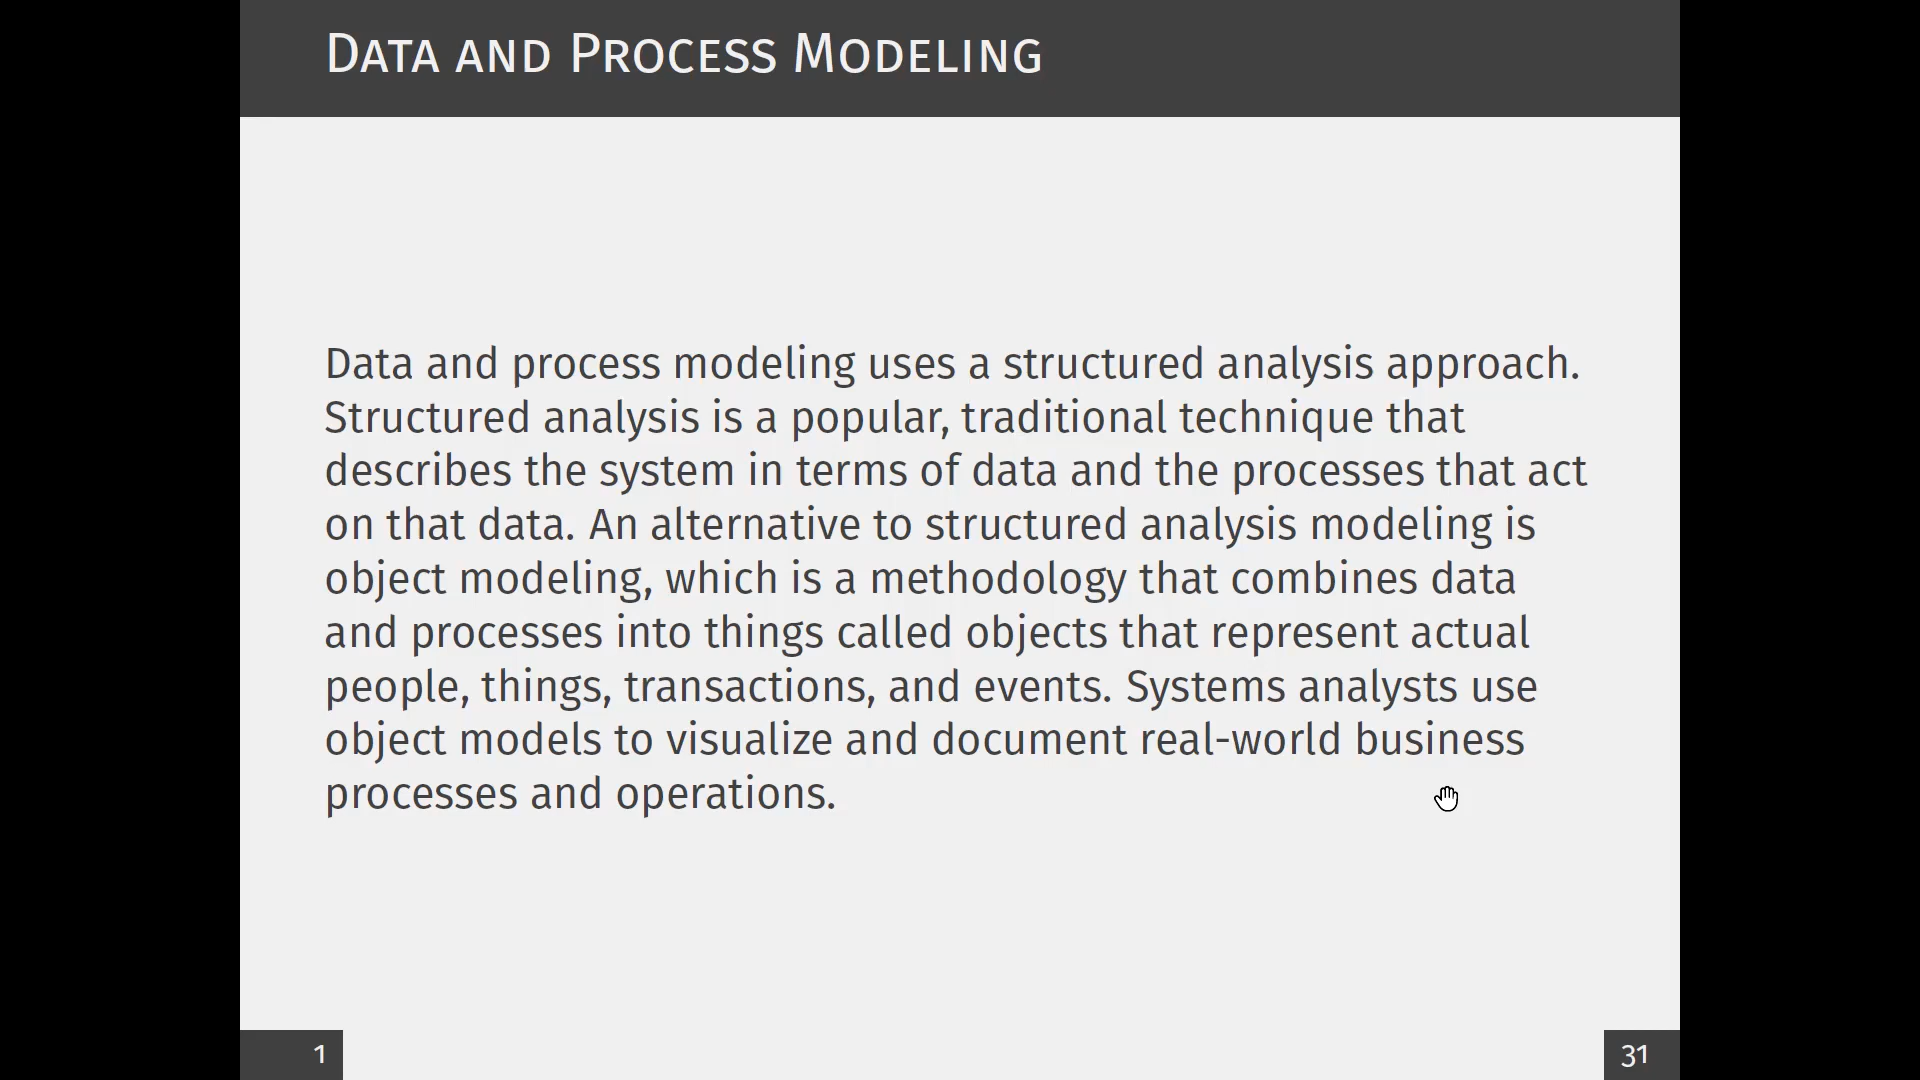 Data and Process Modeling
Data and process modeling uses a structured analysis approach.
Structured analysis is a popular, traditional technique that
describes the system in terms of data and the processes that act
on that data. An alternative to structured analysis modeling is
object modeling, which is a methodology that combines data
and processes into things called objects that represent actual
people, things, transactions, and events. Systems analysts use
object models to visualize and document real-world business
processes and operations.
1
31